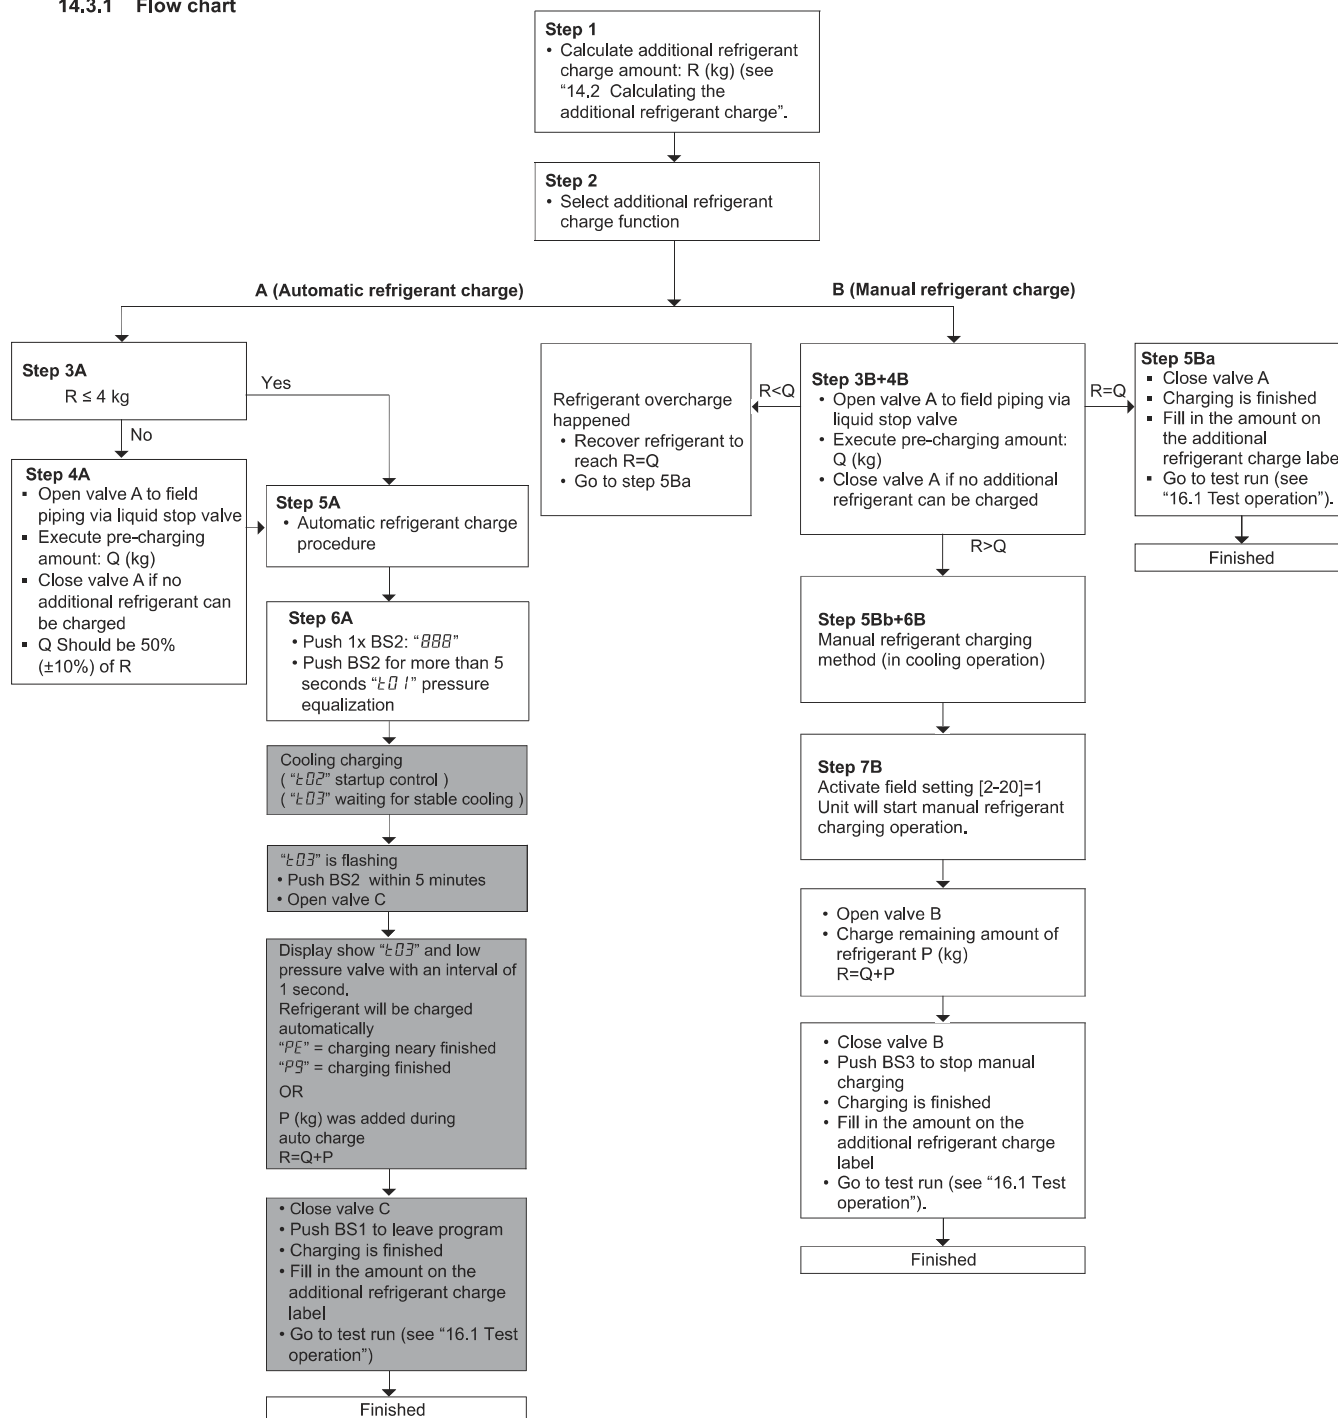 14.3.1 Flow chart
Step 1
• Calculate additional refrigerant
charge amount: R (kg) (see
“14.2 Calculating the
additional refrigerant charge”.
Step 2
• Select additional refrigerant
charge function
A (Automatic refrigerant charge)
B (Manual refrigerant charge)
Step 3A
R ≤ 4 kg
Yes
No
Step 4A
▪ Open valve A to field
piping via liquid stop valve
▪ Execute pre-charging
amount: Q (kg)
▪ Close valve A if no
additional refrigerant can
be charged
▪ Q Should be 50%
(±10%) of R
Step 5A
• Automatic refrigerant charge
procedure
Step 6A
• Push 1x BS2: “888”
• Push BS2 for more than 5
seconds “t01” pressure
equalization
Cooling charging
( “t02” startup control )
( “t03” waiting for stable cooling )
“t03” is flashing
• Push BS2 within 5 minutes
• Open valve C
Display show “t03” and low
pressure valve with an interval of
1 second.
Refrigerant will be charged
automatically
“PE” = charging neary finished
“P9” = charging finished
OR
P (kg) was added during
auto charge
R=Q+P
• Close valve C
• Push BS1 to leave program
• Charging is finished
• Fill in the amount on the
additional refrigerant charge
label
• Go to test run (see “16.1 Test
operation”)
Finished
Refrigerant overcharge
happened
• Recover refrigerant to
reach R=Q
• Go to step 5Ba
R<Q
Step 3B+4B
• Open valve A to field piping via
liquid stop valve
• Execute pre-charging amount:
Q (kg)
• Close valve A if no additional
refrigerant can be charged
R=Q
Step 5Ba
▪ Close valve A
▪ Charging is finished
▪ Fill in the amount on
the additional
refrigerant charge label
▪ Go to test run (see
“16.1 Test operation”).
Finished
R>Q
Step 5Bb+6B
Manual refrigerant charging
method (in cooling operation)
Step 7B
Activate field setting [2-20]=1
Unit will start manual refrigerant
charging operation.
• Open valve B
• Charge remaining amount of
refrigerant P (kg)
R=Q+P
• Close valve B
• Push BS3 to stop manual
charging
• Charging is finished
• Fill in the amount on the
additional refrigerant charge
label
• Go to test run (see “16.1 Test
operation”).
Finished